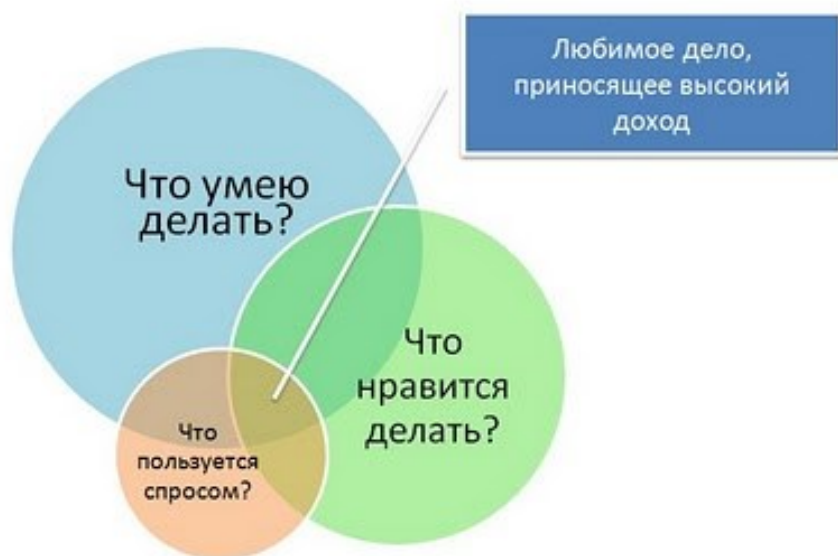 Любимое дело,
приносящее высокий
доход
Что умею
делать?
Что
нравится
делать?
Что
пользуется
спросом?